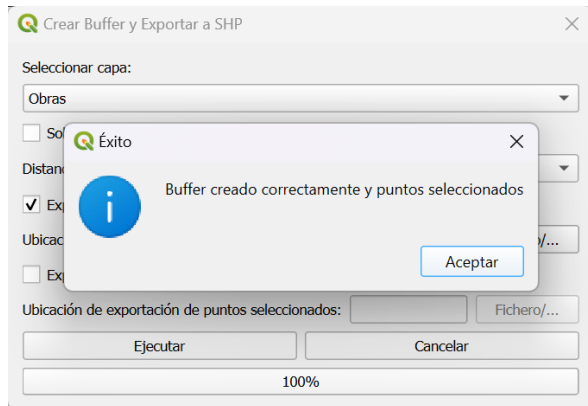 Crear Buffer y Exportar a SHP
Seleccionar capa:
Obras
Éxito
Buffer creado correctamente y puntos seleccionados
Aceptar
Ubicación de exportación de puntos seleccionados:
Fichero/...
Ejecutar
Cancelar
100%